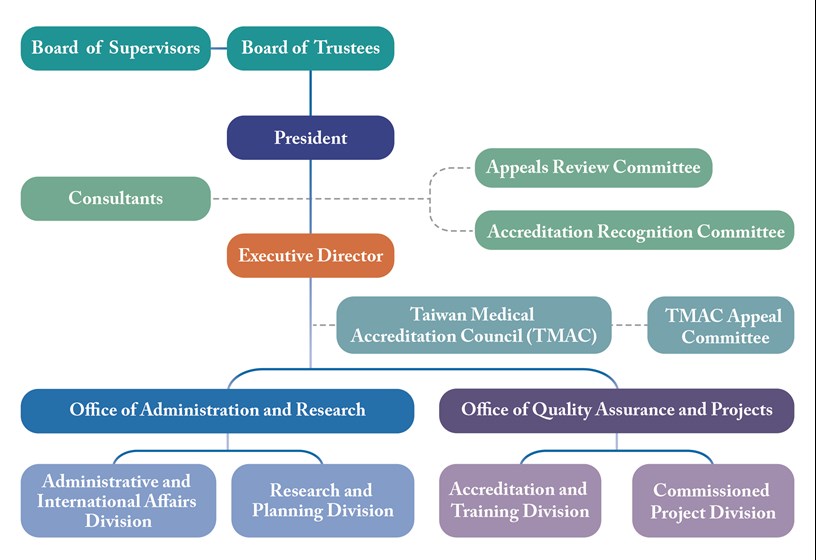 Board of Supervisors
Board of Trustees
President
Consultants
Appeals Review Committee
Accreditation Recognition Committee
Executive Director
Taiwan Medical
Accreditation Council (TMAC)
TMAC Appeal
Committee
Office of Administration and Research
Office of Quality Assurance and Projects
Administrative and
International Affairs
Division
Research and
Planning Division
Accreditation and
Training Division
Commissioned
Project Division